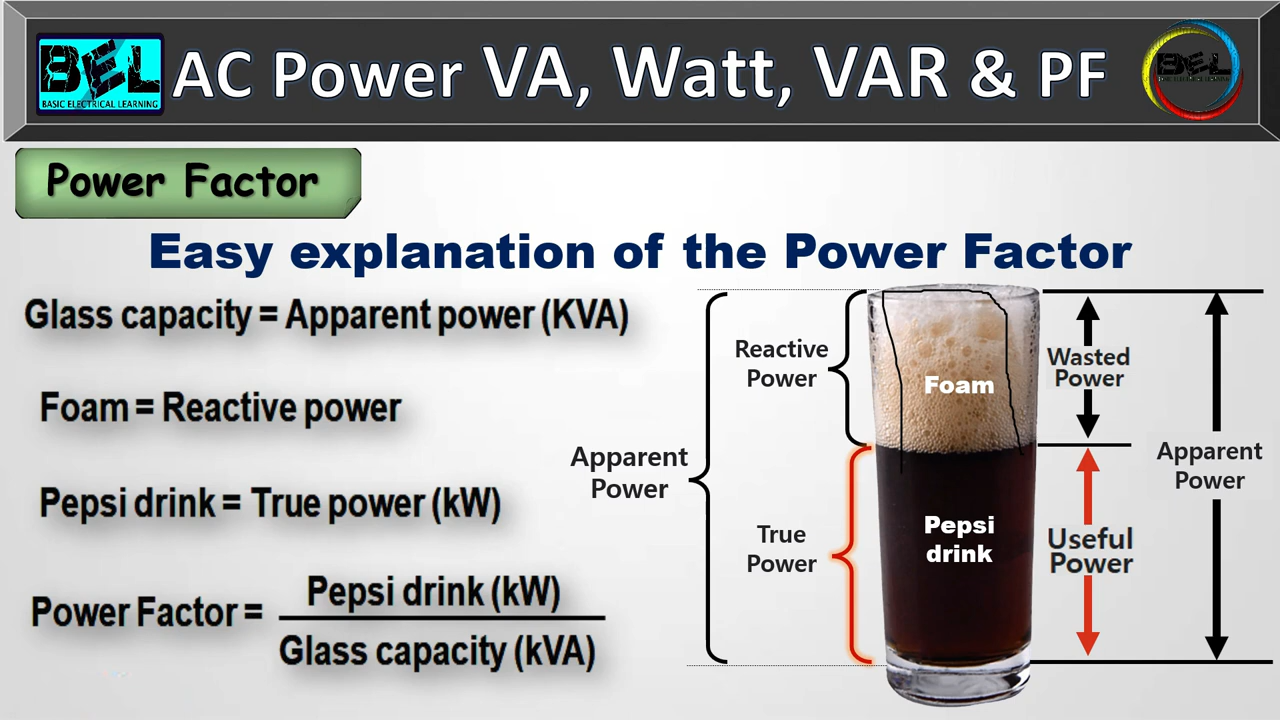 BEL
BASIC ELECTRICAL LEARNING
AC Power VA, Watt, VAR & PF
BEL
Power Factor
Easy explanation of the Power Factor
Glass capacity = Apparent power (KVA)
Foam = Reactive power
Pepsi drink = True power (kW)
Power Factor =
Pepsi drink (kW)
Glass capacity (kVA)
Apparent
Power
Reactive
Power
True
Power
Foam
Pepsi
drink
Wasted
Power
Useful
Power
Apparent
Power